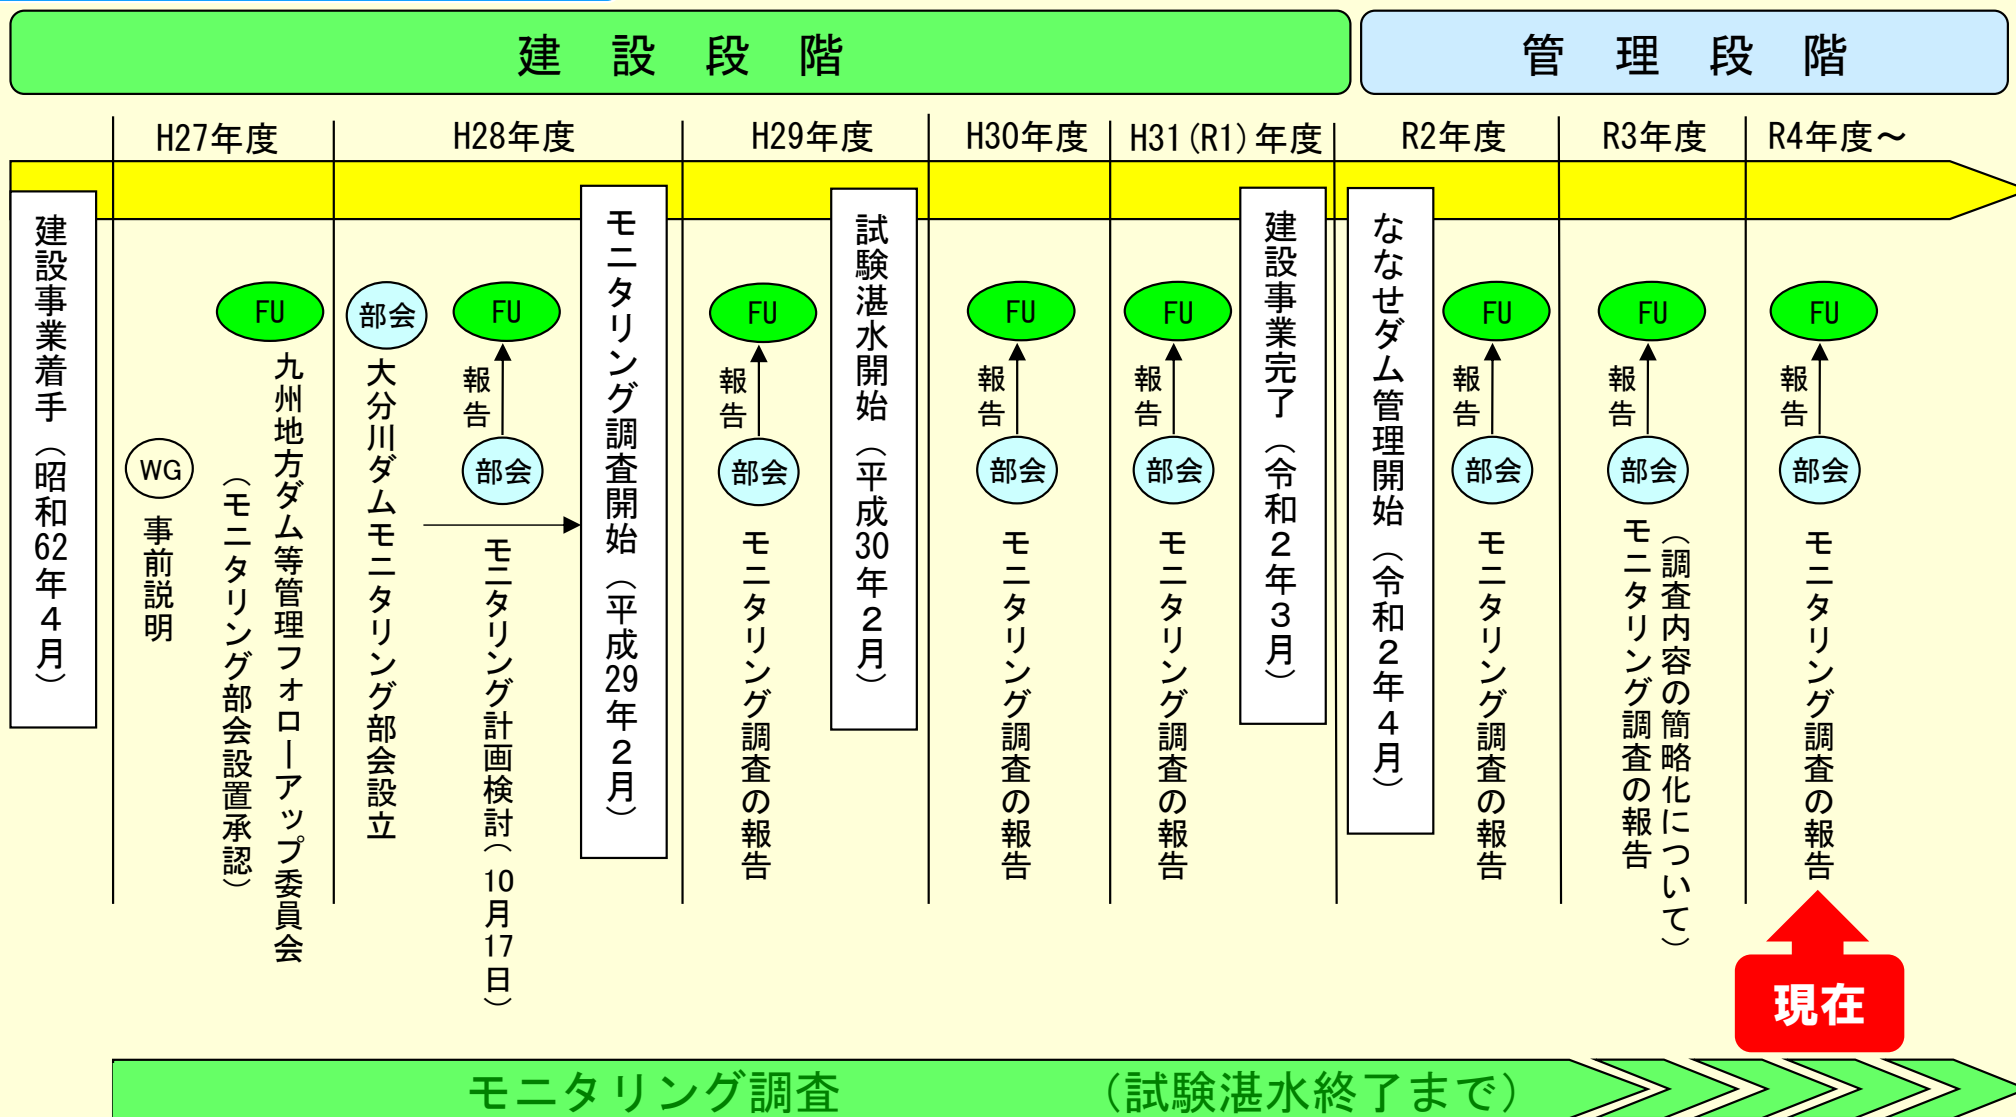 建設段階
管理段階
H27年度
H28年度
H29年度
H30年度
H31(R1)年度
R2年度
R3年度
R4年度～
建設事業着手（昭和62年４月）
WG
事前説明
FU
九州地方ダム等管理フォローアップ委員会
（モニタリング部会設置承認）
部会
大分川ダムモニタリング部会設立
FU
報告
部会
モニタリング計画検討（10月17日）
モニタリング調査開始（平成29年２月）
FU
報告
部会
モニタリング調査の報告
試験湛水開始（平成30年２月）
FU
報告
部会
モニタリング調査の報告
FU
報告
部会
モニタリング調査の報告
建設事業完了（令和２年３月）
ななせダム管理開始（令和２年４月）
FU
報告
部会
モニタリング調査の報告
FU
報告
部会
モニタリング調査の報告
（調査内容の簡略化について）
FU
報告
部会
モニタリング調査の報告
現在
モニタリング調査　（試験湛水終了まで）